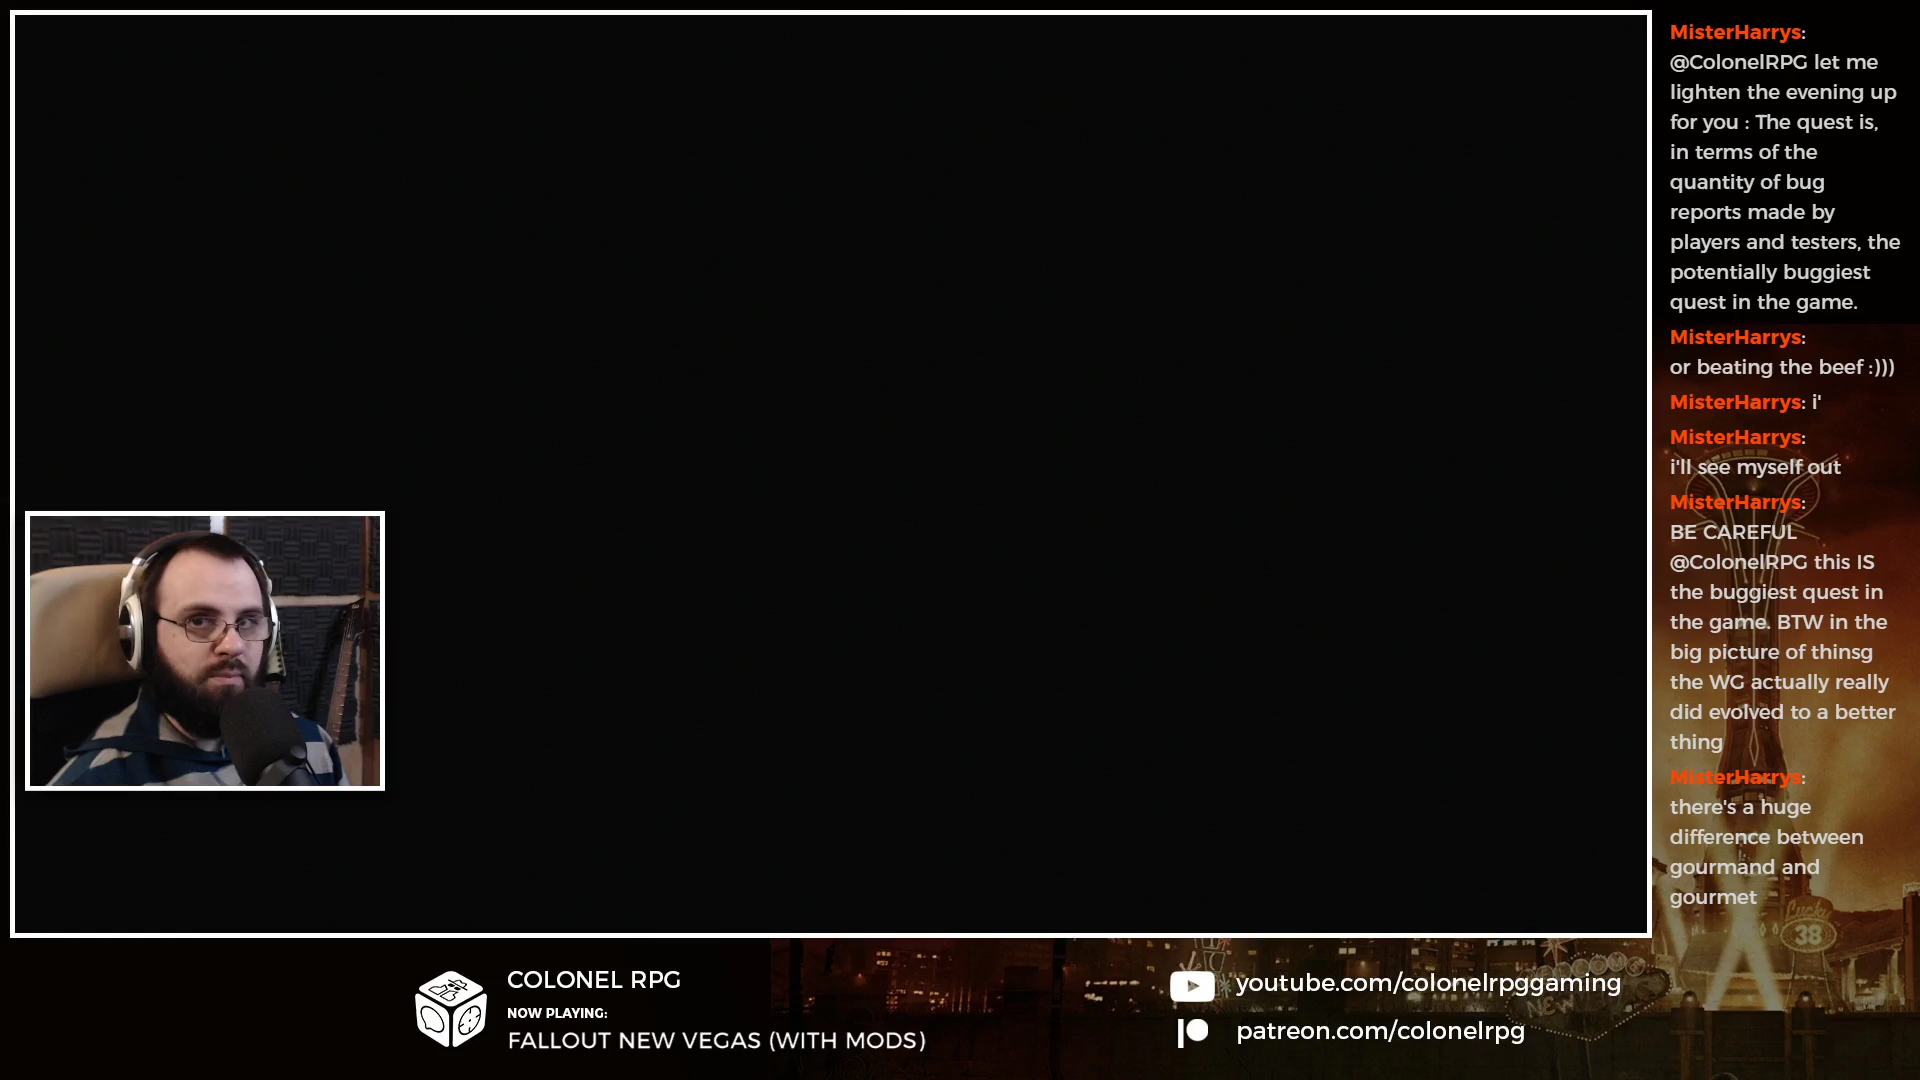 MisterHarrys:
@ColonelRPG let me
lighten the evening up
for you : The quest is,
in terms of the
quantity of bug
reports made by
players and testers, the
potentially buggiest
quest in the game.
MisterHarrys:
or beating the beef :)))
MisterHarrys: i'
MisterHarrys:
i'll see myself out
MisterHarrys:
BE CAREFUL
@ColonelRPG this IS
the buggiest quest in
the game. BTW in the
big picture of thinsg
the WG actually really
did evolved to a better
thing
MisterHarrys:
there's a huge
difference between
gourmand and
gourmet
Lucky
38
COLONEL RPG
NOW PLAYING:
FALLOUT NEW VEGAS (WITH MODS)
youtube.com/colonelrpggaming
patreon.com/colonelrpg
NEW